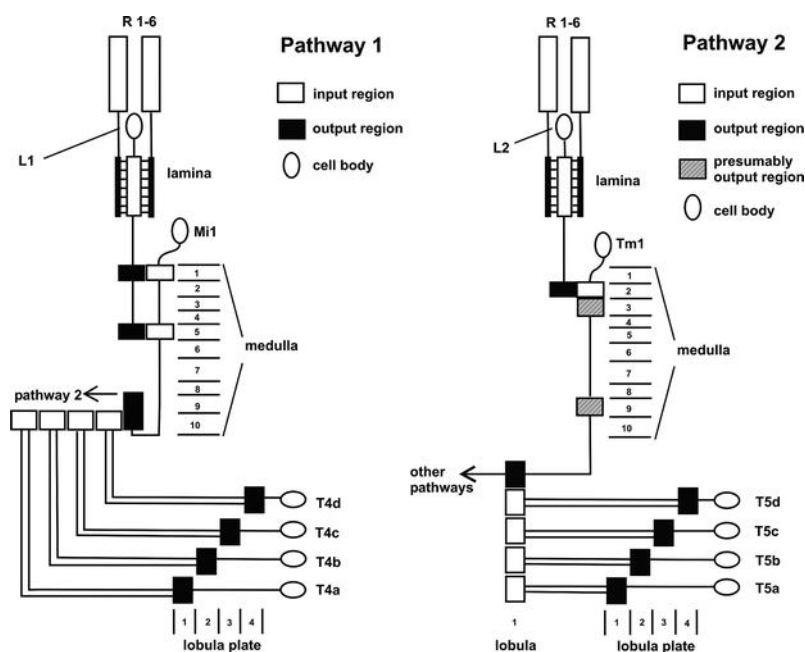 R 1-6
Pathway 1
input region
output region
cell body
L1
lamina
Mi1
1
2
3
4
5
6
7
8
9
10
medulla
pathway 2
T4d
T4c
T4b
T4a
1 2 3 4
lobula plate
R 1-6
Pathway 2
input region
output region
presumably
output region
cell body
L2
lamina
Tm1
1
2
3
4
5
6
7
8
9
10
medulla
other
pathways
T5d
T5c
T5b
T5a
1
lobula
1 2 3 4
lobula plate